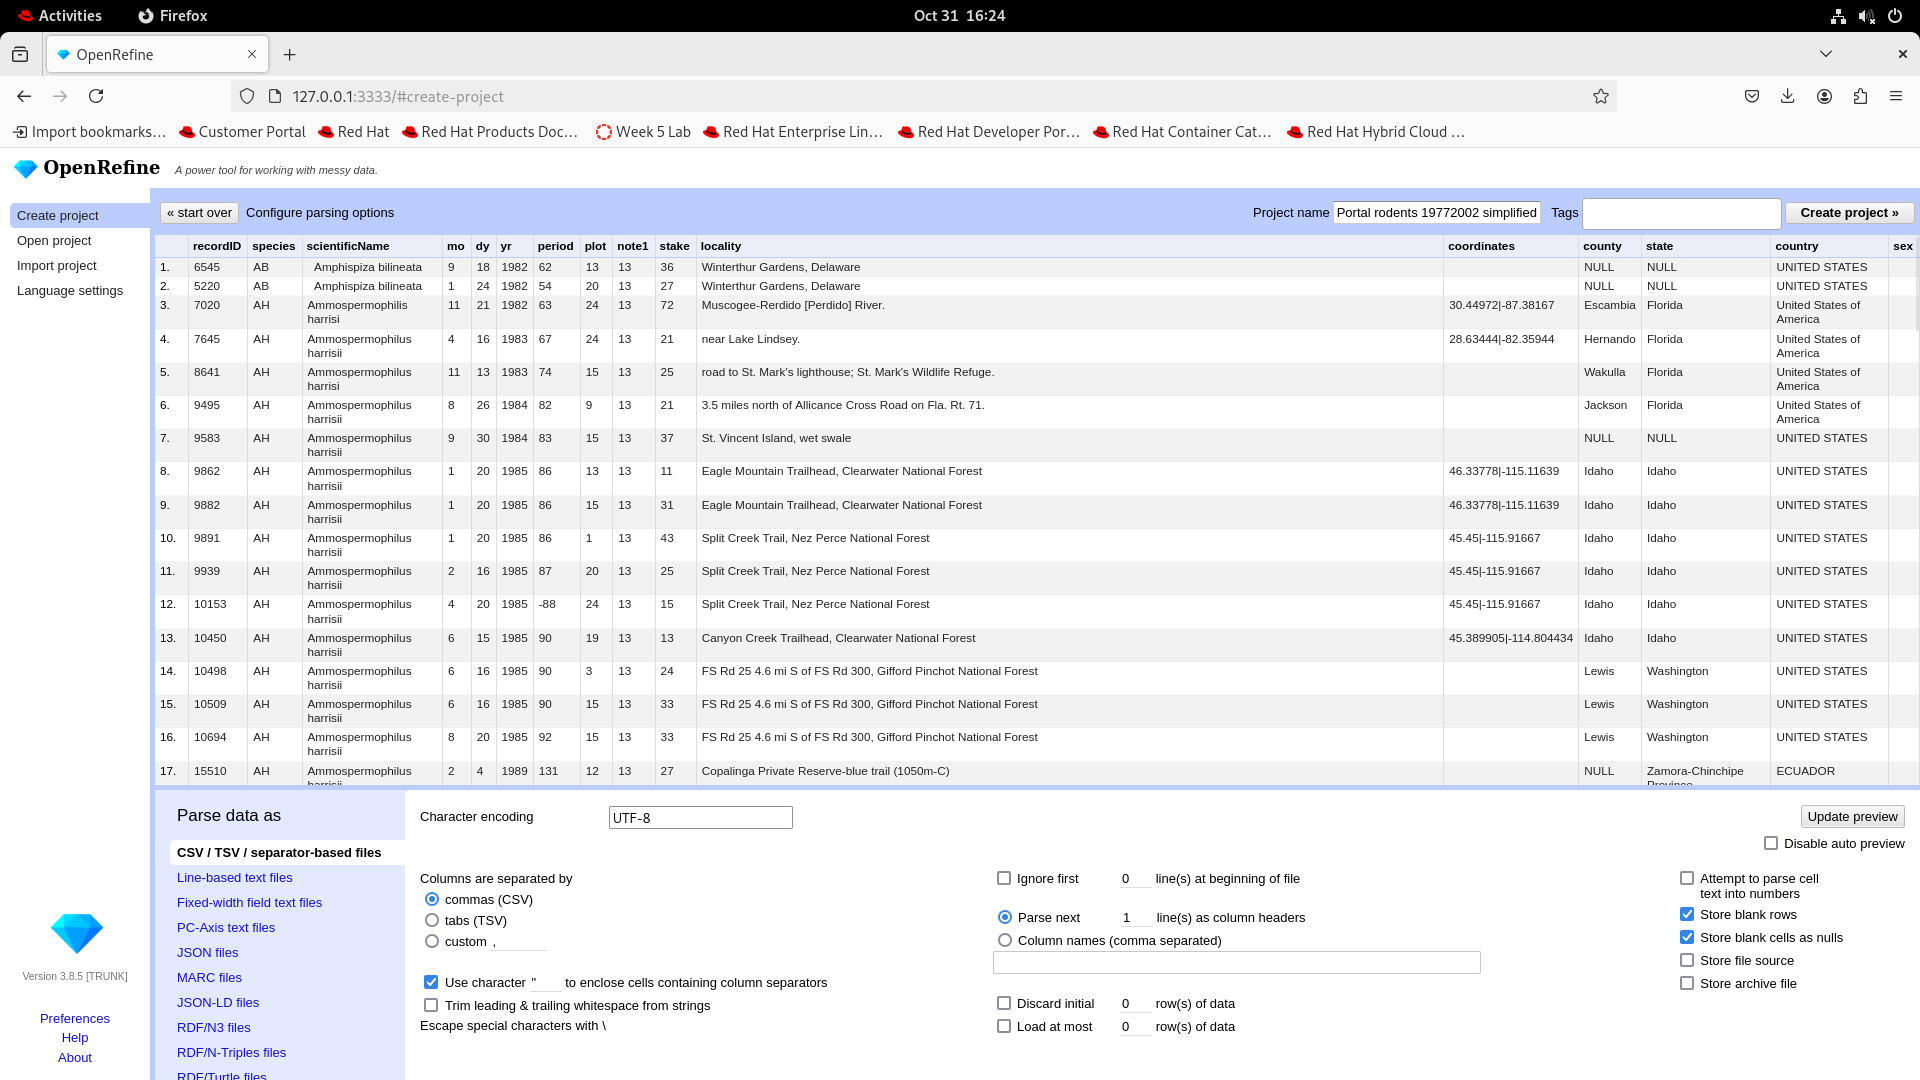 Activities Firefox Oct 31 16:24
OpenRefine
127.0.0.1:3333/#create-project
Import bookmarks... Customer Portal Red Hat Red Hat Products Doc... Week 5 Lab Red Hat Enterprise Lin... Red Hat Developer Por... Red Hat Container Cat... Red Hat Hybrid Cloud ...
OpenRefine A power tool for working with messy data.
Create project
Open project
Import project
Language settings
« start over Configure parsing options Project name Portal rodents 19772002 simplified Tags Create project »
recordID species scientificName mo dy yr period plot note1 stake locality coordinates county state country sex
1. 6545 AB Amphispiza bilineata 9 18 1982 62 13 13 36 Winterthur Gardens, Delaware NULL NULL UNITED STATES
2. 5220 AB Amphispiza bilineata 1 24 1982 54 20 13 27 Winterthur Gardens, Delaware NULL NULL UNITED STATES
3. 7020 AH Ammospermophilis harrisi 11 21 1982 63 24 13 72 Muscogee-Rerdido [Perdido] River. 30.44972|-87.38167 Escambia Florida United States of America
4. 7645 AH Ammospermophilus harrisii 4 16 1983 67 24 13 21 near Lake Lindsey. 28.63444|-82.35944 Hernando Florida United States of America
5. 8641 AH Ammospermophilus harrisi 11 13 1983 74 15 13 25 road to St. Mark's lighthouse; St. Mark's Wildlife Refuge. Wakulla Florida United States of America
6. 9495 AH Ammospermophilus harrisii 8 26 1984 82 9 13 21 3.5 miles north of Allicance Cross Road on Fla. Rt. 71. Jackson Florida United States of America
7. 9583 AH Ammospermophilus harrisii 9 30 1984 83 15 13 37 St. Vincent Island, wet swale NULL NULL UNITED STATES
8. 9862 AH Ammospermophilus harrisii 1 20 1985 86 13 13 11 Eagle Mountain Trailhead, Clearwater National Forest 46.33778|-115.11639 Idaho Idaho UNITED STATES
9. 9882 AH Ammospermophilus harrisii 1 20 1985 86 15 13 31 Eagle Mountain Trailhead, Clearwater National Forest 46.33778|-115.11639 Idaho Idaho UNITED STATES
10. 9891 AH Ammospermophilus harrisii 1 20 1985 86 1 13 43 Split Creek Trail, Nez Perce National Forest 45.45|-115.91667 Idaho Idaho UNITED STATES
11. 9939 AH Ammospermophilus harrisii 2 16 1985 87 20 13 25 Split Creek Trail, Nez Perce National Forest 45.45|-115.91667 Idaho Idaho UNITED STATES
12. 10153 AH Ammospermophilus harrisii 4 20 1985 -88 24 13 15 Split Creek Trail, Nez Perce National Forest 45.45|-115.91667 Idaho Idaho UNITED STATES
13. 10450 AH Ammospermophilus harrisii 6 15 1985 90 19 13 13 Canyon Creek Trailhead, Clearwater National Forest 45.389905|-114.804434 Idaho Idaho UNITED STATES
14. 10498 AH Ammospermophilus harrisii 6 16 1985 90 3 13 24 FS Rd 25 4.6 mi S of FS Rd 300, Gifford Pinchot National Forest Lewis Washington UNITED STATES
15. 10509 AH Ammospermophilus harrisii 6 16 1985 90 15 13 33 FS Rd 25 4.6 mi S of FS Rd 300, Gifford Pinchot National Forest Lewis Washington UNITED STATES
16. 10694 AH Ammospermophilus harrisii 8 20 1985 92 15 13 33 FS Rd 25 4.6 mi S of FS Rd 300, Gifford Pinchot National Forest Lewis Washington UNITED STATES
17. 15510 AH Ammospermophilus harrisii 2 4 1989 131 12 13 27 Copalinga Private Reserve-blue trail (1050m-C) NULL Zamora-Chinchipe Province ECUADOR
Parse data as
CSV / TSV / separator-based files
Line-based text files
Fixed-width field text files
PC-Axis text files
JSON files
MARC files
JSON-LD files
RDF/N3 files
RDF/N-Triples files
RDF/Turtle files
Character encoding UTF-8
Update preview
Disable auto preview
Columns are separated by
commas (CSV)
tabs (TSV)
custom ,
Use character " to enclose cells containing column separators
Trim leading & trailing whitespace from strings
Escape special characters with \
Ignore first 0 line(s) at beginning of file
Parse next 1 line(s) as column headers
Column names (comma separated)
Discard initial 0 row(s) of data
Load at most 0 row(s) of data
Attempt to parse cell
text into numbers
Store blank rows
Store blank cells as nulls
Store file source
Store archive file
Version 3.8.5 [TRUNK]
Preferences
Help
About